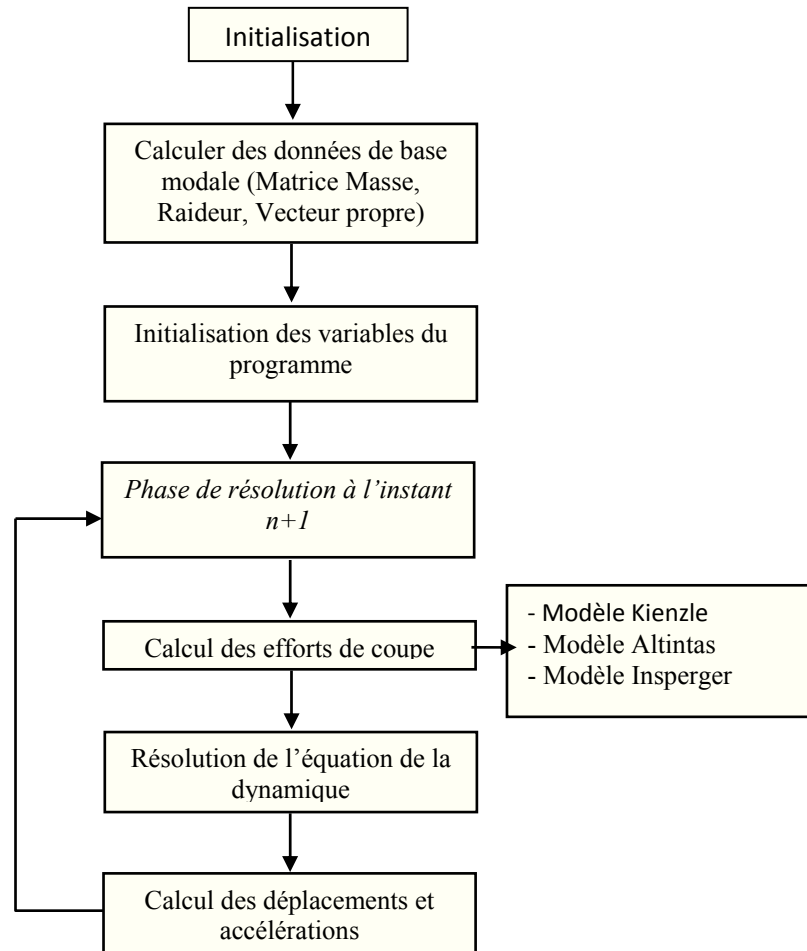 Initialisation
Calculer des données de base
modale (Matrice Masse,
Raideur, Vecteur propre)
Initialisation des variables du
programme
Phase de résolution à l’instant
n+1
Calcul des efforts de coupe
- Modèle Kienzle
- Modèle Altintas
- Modèle Insperger
Résolution de l’équation de la
dynamique
Calcul des déplacements et
accélérations